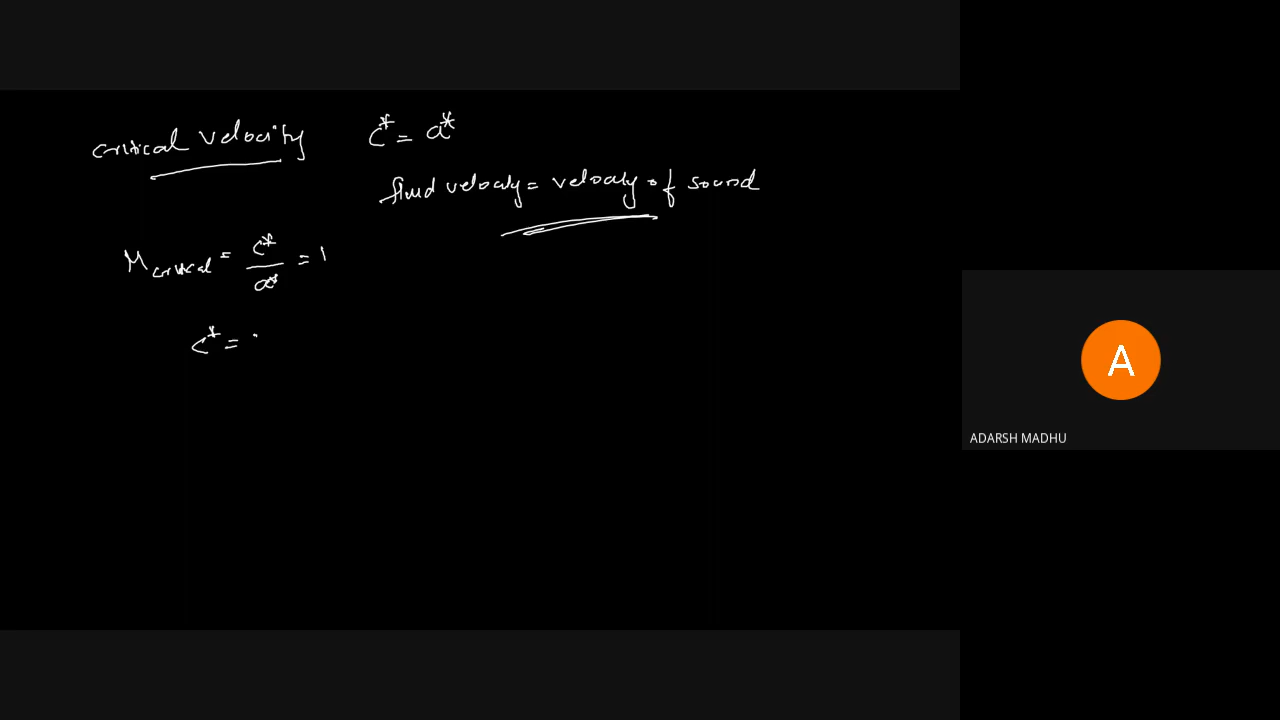 critical velocity c* = a*
fluid velocity = velocity of sound
M critical = c*/a* = 1
c* =
A
ADARSH MADHU